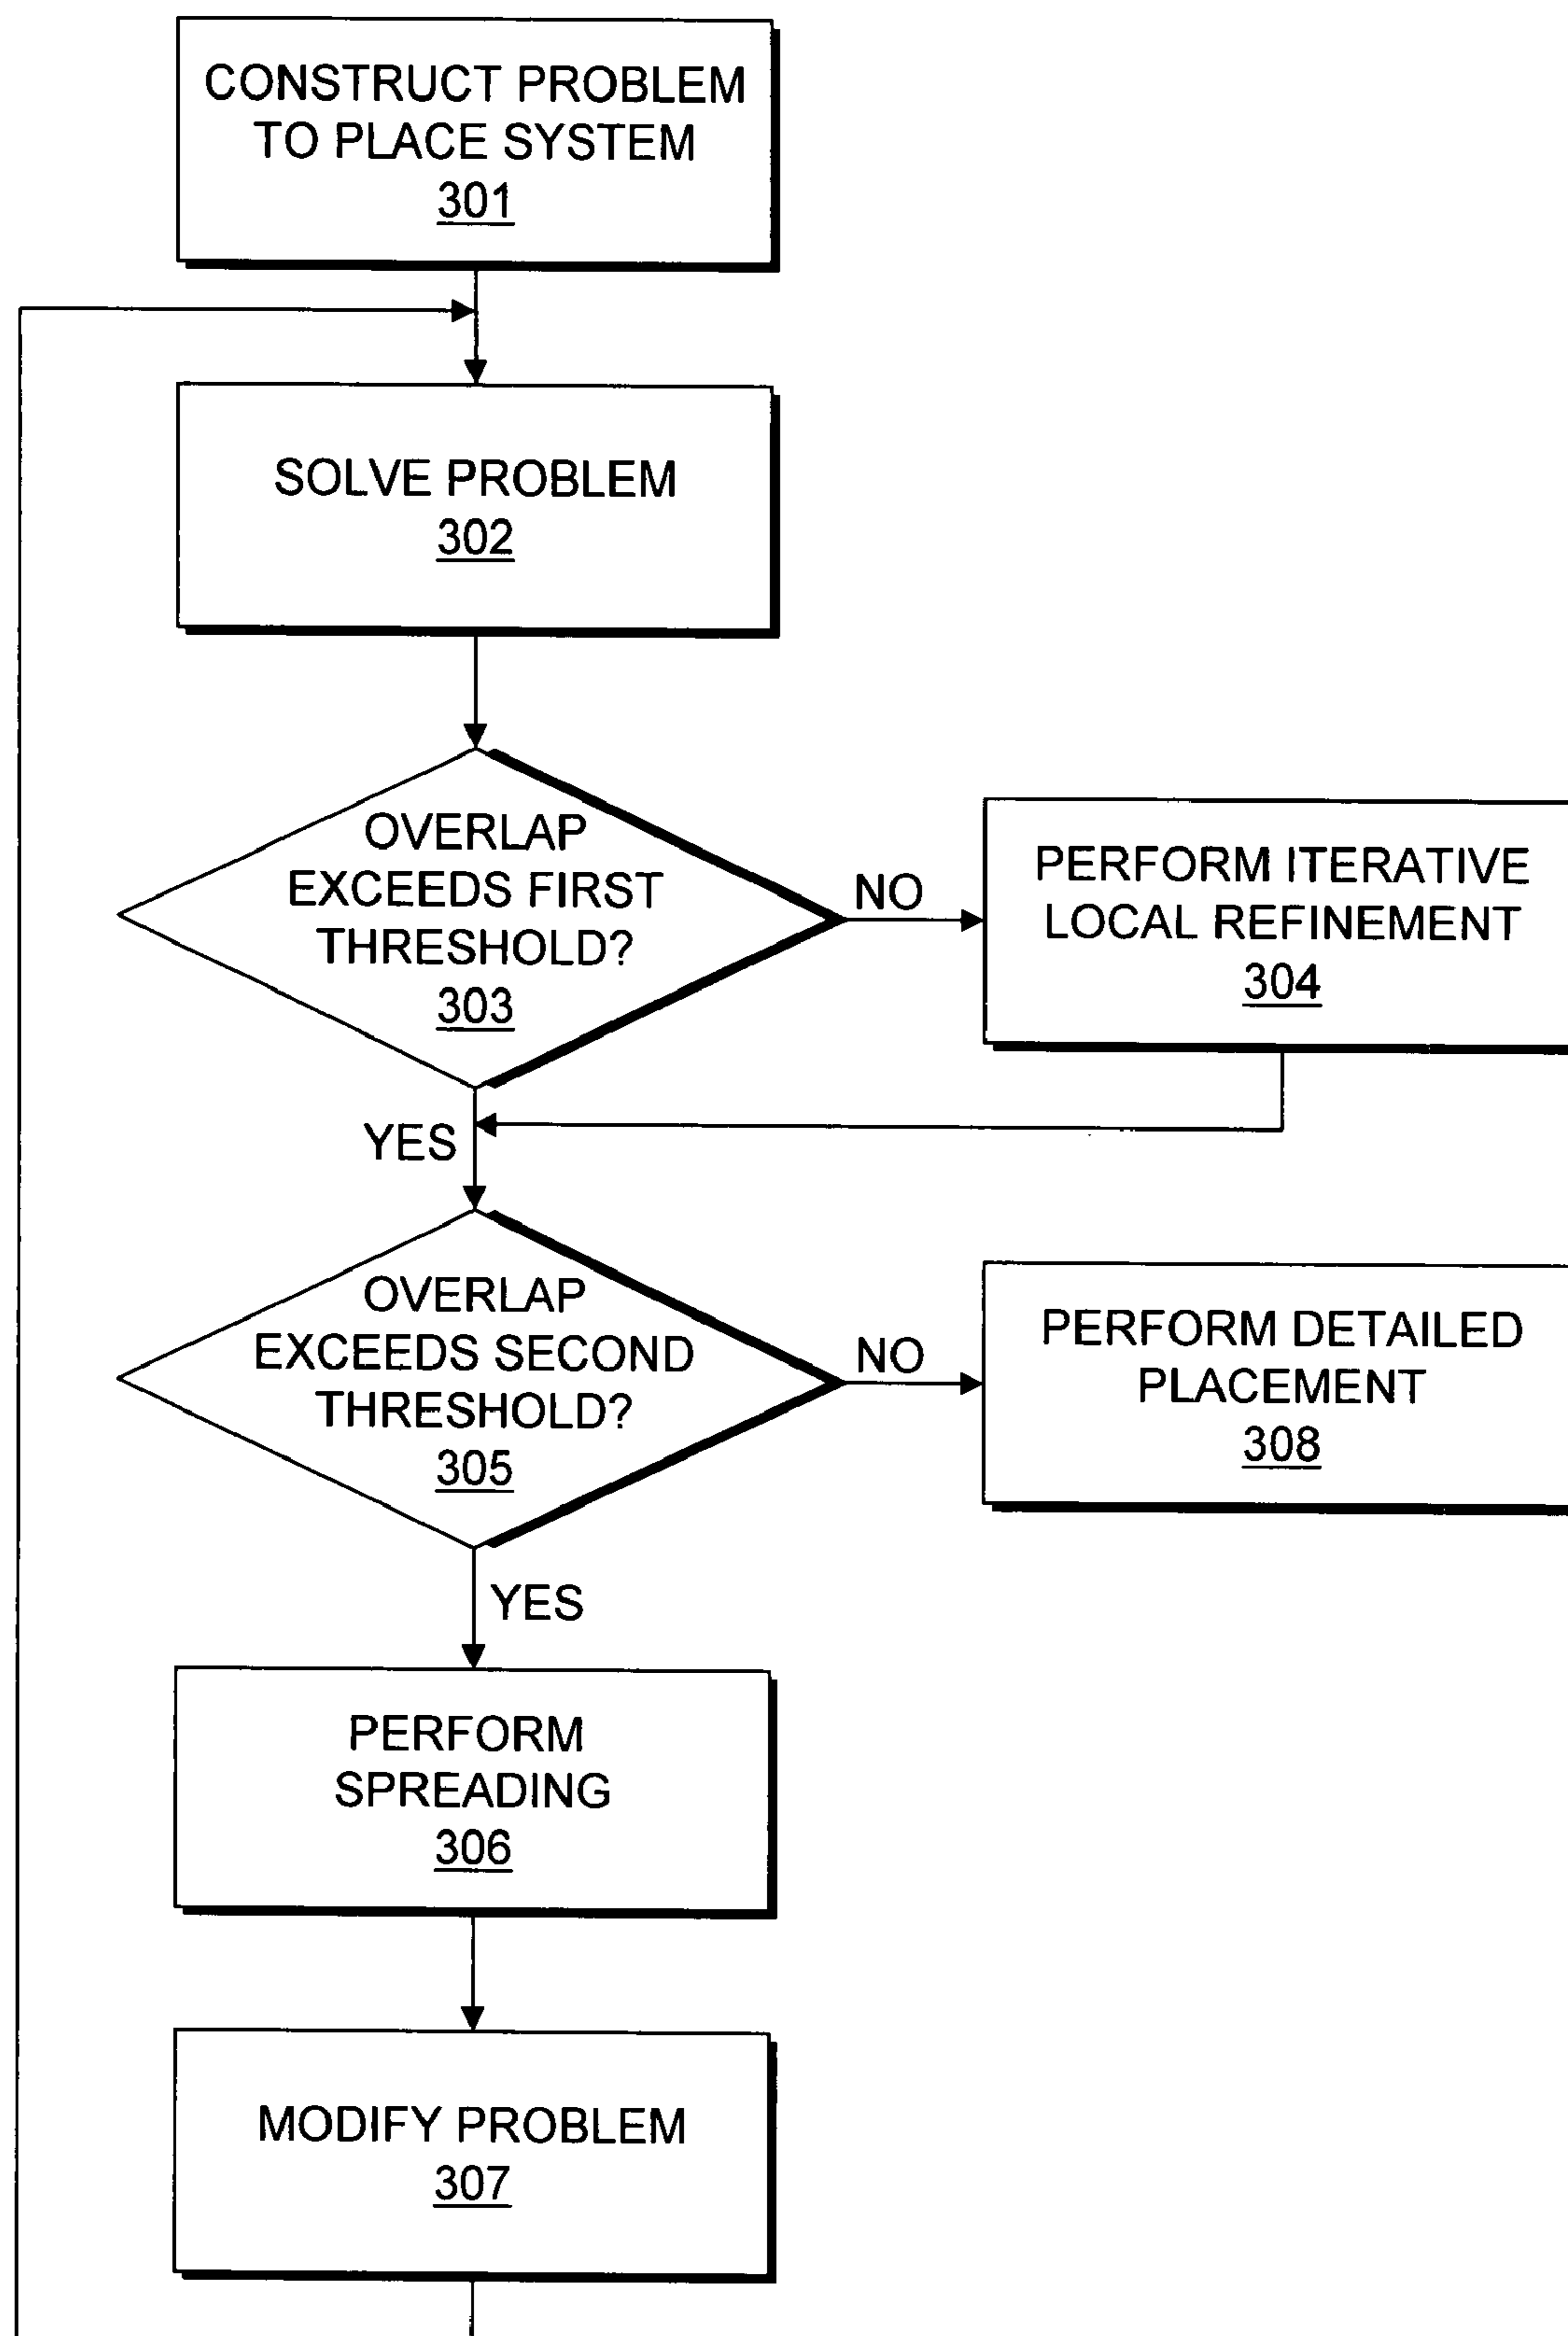 CONSTRUCT PROBLEM
TO PLACE SYSTEM
301
SOLVE PROBLEM
302
OVERLAP
EXCEEDS FIRST
THRESHOLD?
303
NO
PERFORM ITERATIVE
LOCAL REFINEMENT
304
YES
OVERLAP
EXCEEDS SECOND
THRESHOLD?
305
NO
PERFORM DETAILED
PLACEMENT
308
YES
PERFORM
SPREADING
306
MODIFY PROBLEM
307